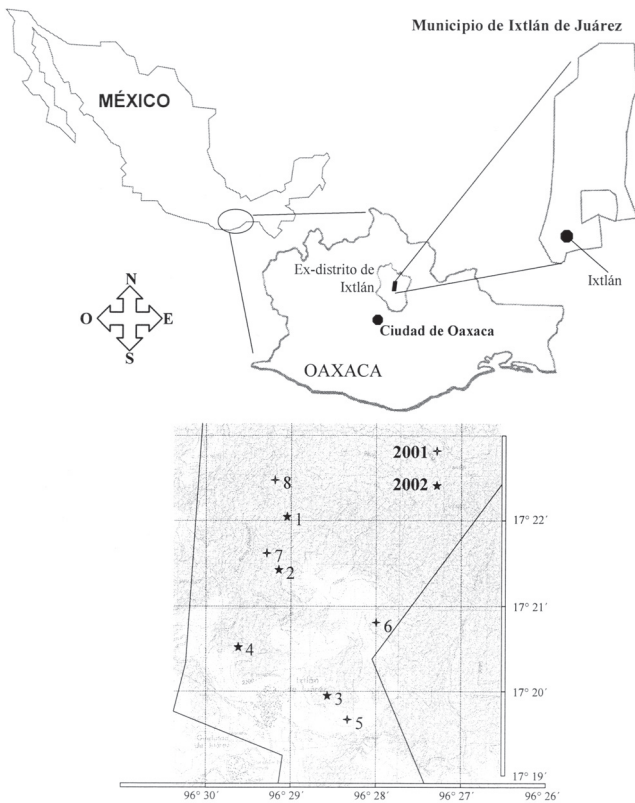 Municipio de Ixtlán de Juárez
MÉXICO
N
O
E
S
Ex-distrito de
Ixtlán
Ixtlán
Ciudad de Oaxaca
OAXACA
2001
8
2002
1
17° 22´
7
2
17° 21´
6
4
Ixtlán
3
17° 20´
5
17° 19´
96° 30´
96° 29´
96° 28´
96° 27´
96° 26´